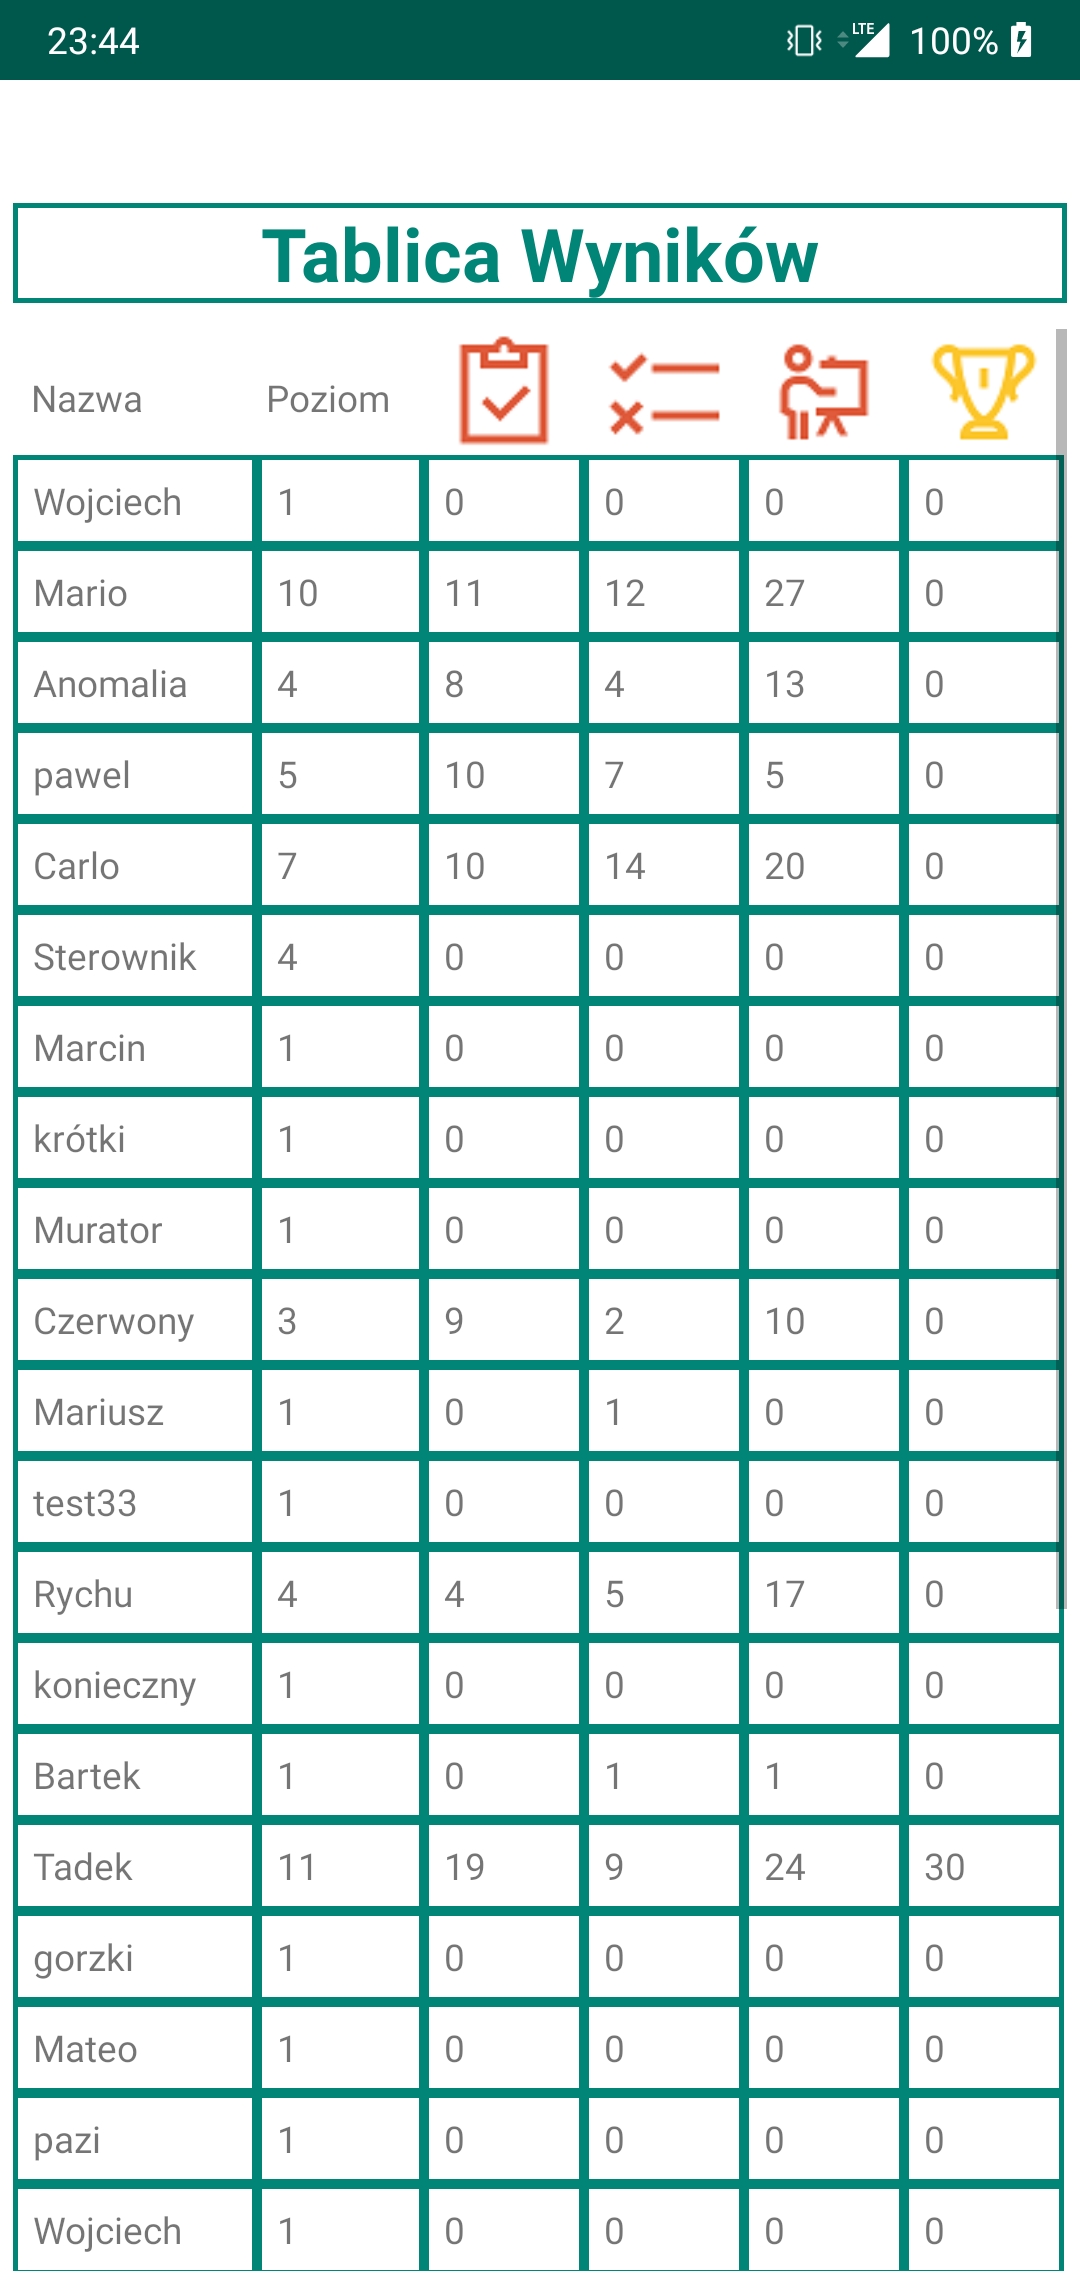 23:44 LTE 100%
Tablica Wyników
Nazwa Poziom
Wojciech 1 0 0 0 0
Mario 10 11 12 27 0
Anomalia 4 8 4 13 0
pawel 5 10 7 5 0
Carlo 7 10 14 20 0
Sterownik 4 0 0 0 0
Marcin 1 0 0 0 0
krótki 1 0 0 0 0
Murator 1 0 0 0 0
Czerwony 3 9 2 10 0
Mariusz 1 0 1 0 0
test33 1 0 0 0 0
Rychu 4 4 5 17 0
konieczny 1 0 0 0 0
Bartek 1 0 1 1 0
Tadek 11 19 9 24 30
gorzki 1 0 0 0 0
Mateo 1 0 0 0 0
pazi 1 0 0 0 0
Wojciech 1 0 0 0 0